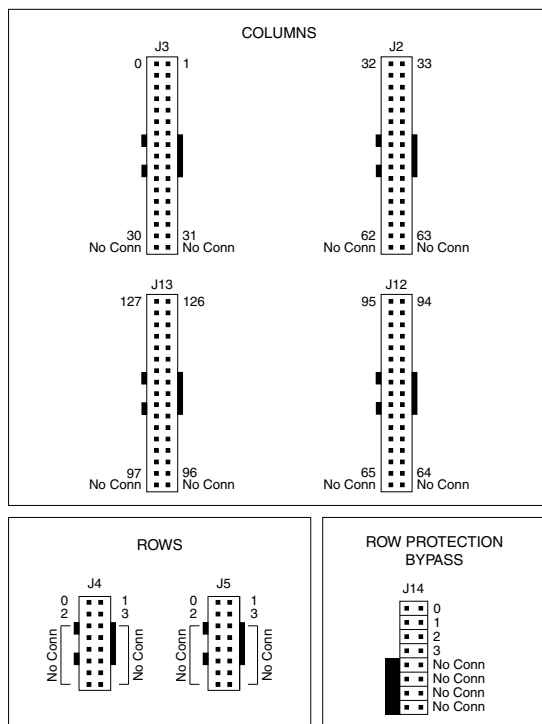 COLUMNS
J3
0 1
30 31
No Conn No Conn
J2
32 33
62 63
No Conn No Conn
J13
127 126
97 96
No Conn No Conn
J12
95 94
65 64
No Conn No Conn
ROWS
J4
0 1
2 3
No Conn No Conn
J5
0 1
2 3
No Conn No Conn
ROW PROTECTION
BYPASS
J14
0
1
2
3
No Conn
No Conn
No Conn
No Conn